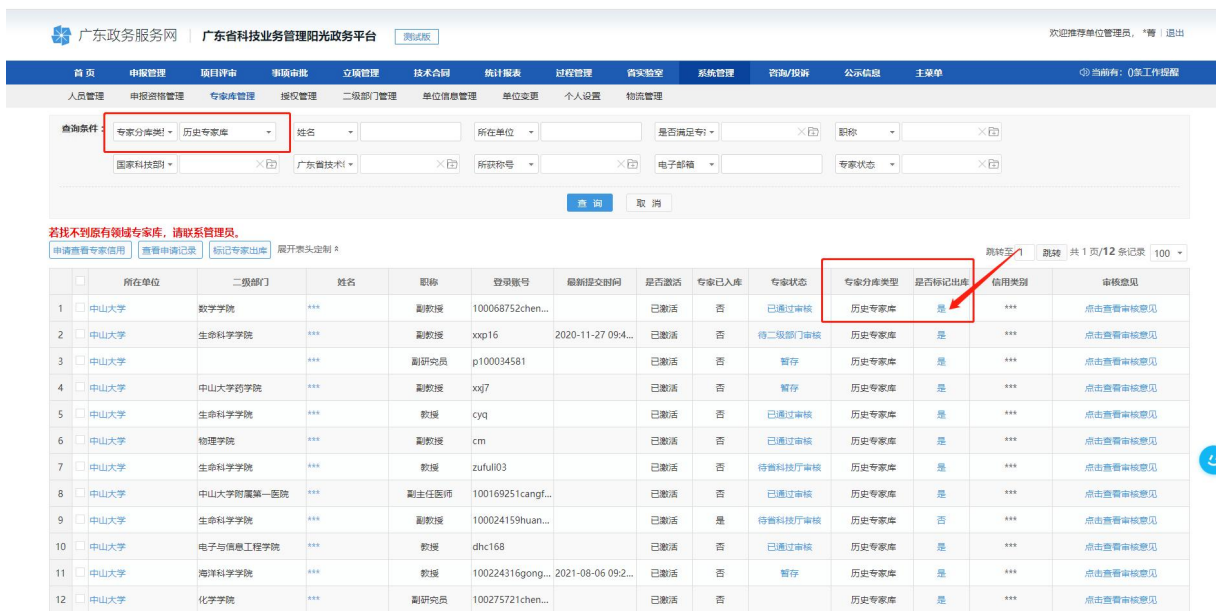 广东政务服务网 广东省科技业务管理阳光政务平台 测试版 欢迎推荐单位管理员，*菁 | 退出
首页 申报管理 项目评审 事项审批 立项管理 技术合同 统计报表 过程管理 省实验室 系统管理 咨询/投诉 公示信息 主菜单 当前有：0条工作提醒
人员管理 申报资格管理 专家库管理 授权管理 二级部门管理 单位信息管理 单位变更 个人设置 物流管理
查询条件： 专家分库类 历史专家库 姓名 所在单位 是否满足专 职称
国家科技部 广东省技术 所获称号 电子邮箱 专家状态
查 询 取 消
若找不到原有领域专家库，请联系管理员。
申请查看专家信用 查看申请记录 标记专家出库 展开表头定制 跳转至 1 跳转 共 1 页/12 条记录 100
所在单位 二级部门 姓名 职称 登录账号 最新提交时间 是否激活 专家已入库 专家状态 专家分库类型 是否标记出库 信用类别 审核意见
1 中山大学 数学学院 *** 副教授 100068752chen... 已激活 否 已通过审核 历史专家库 是 *** 点击查看审核意见
2 中山大学 生命科学学院 *** 副教授 xxp16 2020-11-27 09:4... 已激活 否 待二级部门审核 历史专家库 是 *** 点击查看审核意见
3 中山大学 *** 副研究员 p100034581 已激活 否 暂存 历史专家库 是 *** 点击查看审核意见
4 中山大学 中山大学药学院 *** 副教授 xxj7 已激活 否 暂存 历史专家库 是 *** 点击查看审核意见
5 中山大学 生命科学学院 *** 教授 cyq 已激活 否 已通过审核 历史专家库 是 *** 点击查看审核意见
6 中山大学 物理学院 *** 副教授 cm 已激活 否 已通过审核 历史专家库 是 *** 点击查看审核意见
7 中山大学 生命科学学院 *** 教授 zufull03 已激活 否 待省科技厅审核 历史专家库 是 *** 点击查看审核意见
8 中山大学 中山大学附属第一医院 *** 副主任医师 100169251cangf... 已激活 否 已通过审核 历史专家库 是 *** 点击查看审核意见
9 中山大学 生命科学学院 *** 副教授 100024159huan... 已激活 是 待省科技厅审核 历史专家库 否 *** 点击查看审核意见
10 中山大学 电子与信息工程学院 *** 教授 dhc168 已激活 否 已通过审核 历史专家库 是 *** 点击查看审核意见
11 中山大学 海洋科学学院 *** 教授 100224316gong... 2021-08-06 09:2... 已激活 否 暂存 历史专家库 是 *** 点击查看审核意见
12 中山大学 化学学院 *** 副研究员 100275721chen... 已激活 否 历史专家库 是 *** 点击查看审核意见